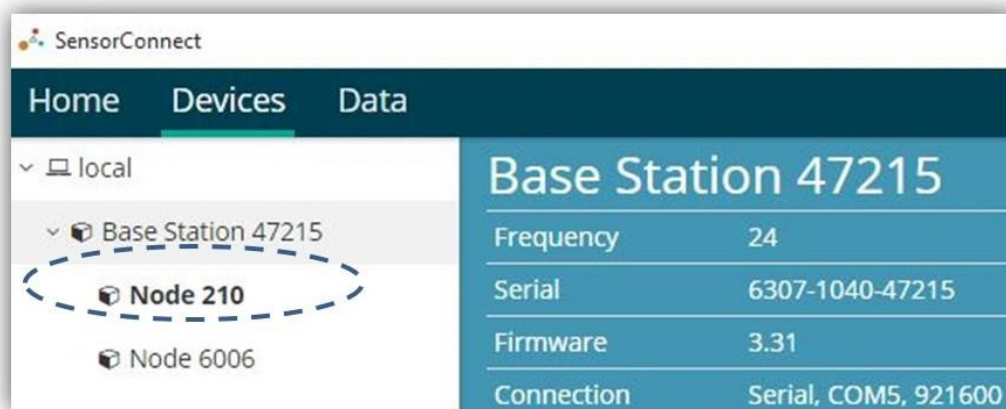 SensorConnect
Home Devices Data
local
Base Station 47215
Node 210
Node 6006
Base Station 47215
Frequency 24
Serial 6307-1040-47215
Firmware 3.31
Connection Serial, COM5, 921600